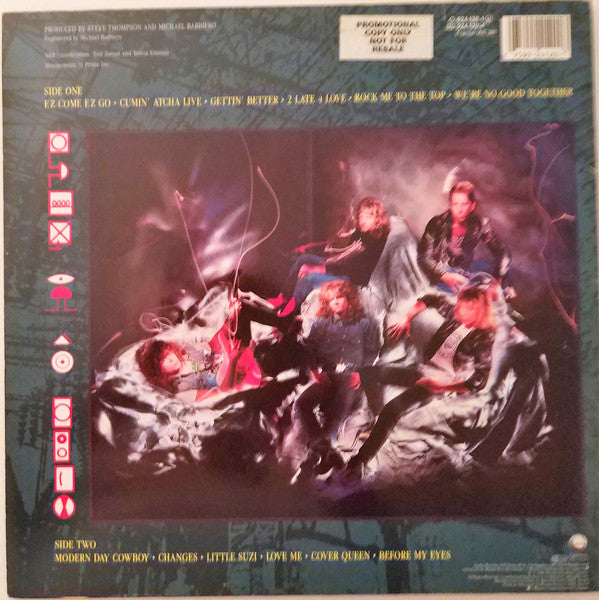 PRODUCED BY STEVE THOMPSON AND MICHAEL BARBIERO
Engineered by Michael Barbiero
Management: Q Prime Inc.
PROMOTIONAL
COPY ONLY
NOT FOR
RESALE
SIDE ONE
EZ COME EZ GO • CUMIN' ATCHA LIVE • GETTIN' BETTER • 2 LATE 4 LOVE • ROCK ME TO THE TOP • WE'RE NO GOOD TOGETHER
SIDE TWO
MODERN DAY COWBOY • CHANGES • LITTLE SUZI • LOVE ME • COVER QUEEN • BEFORE MY EYES